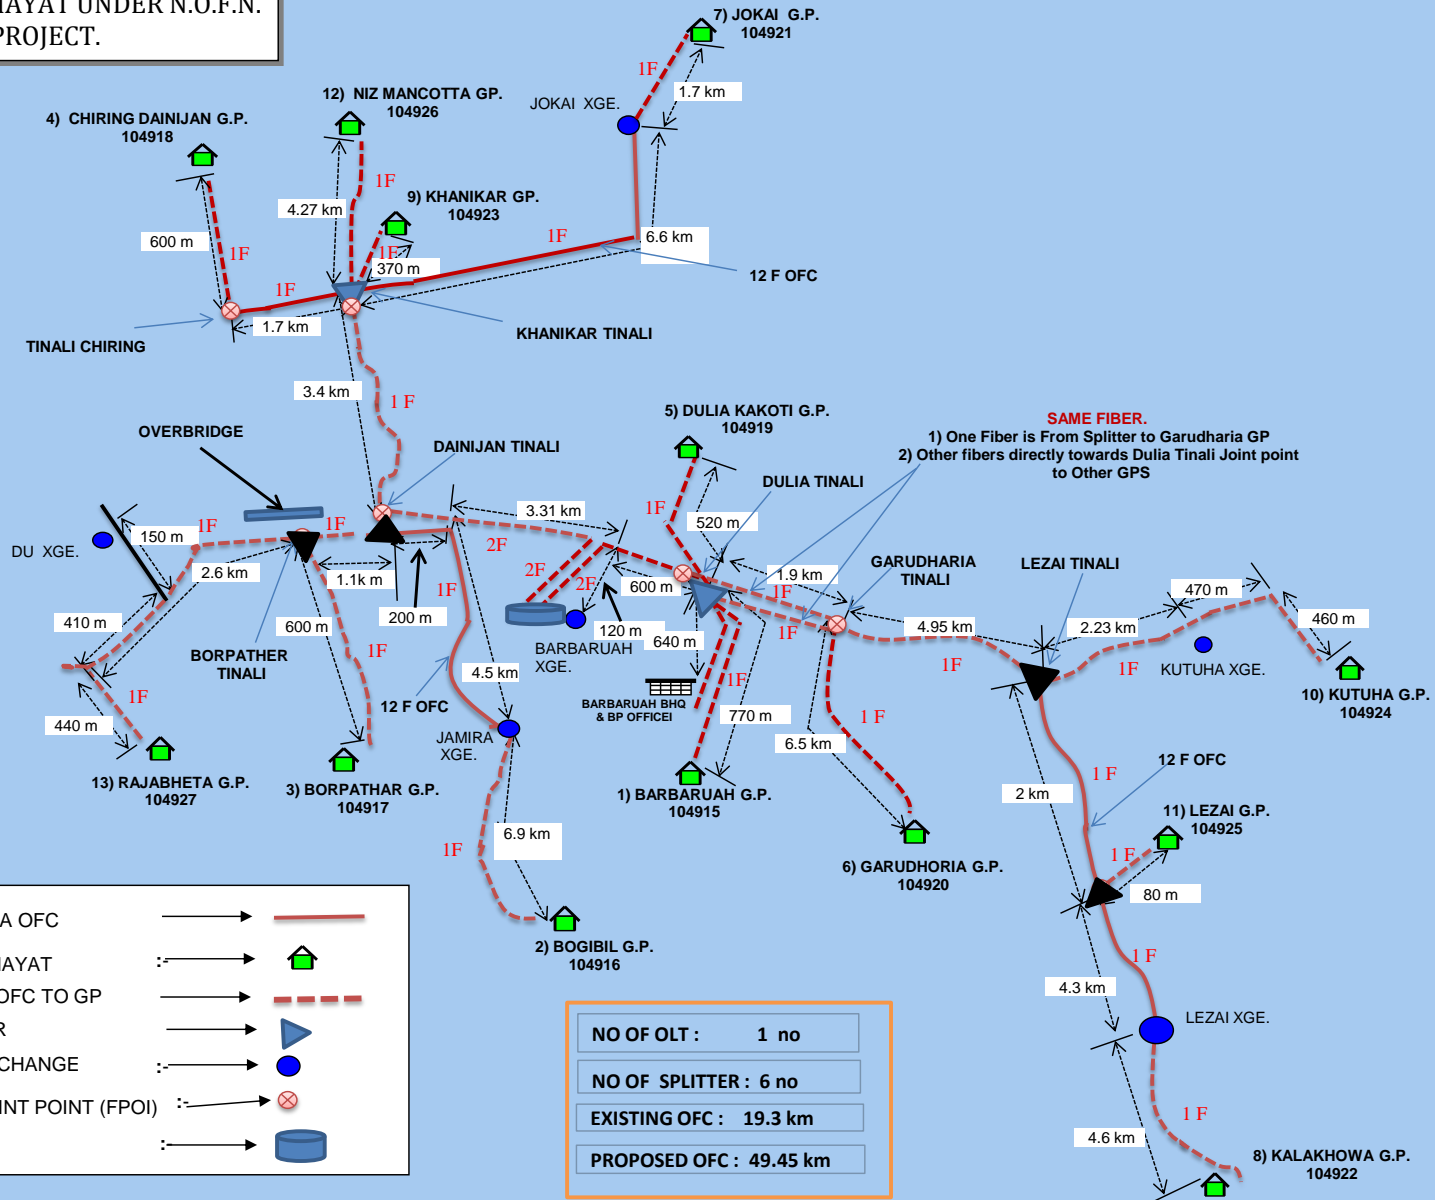 HAYAT UNDER N.O.F.N.
PROJECT.
7) JOKAI G.P.
104921
1F
1.7 km
JOKAI XGE.
12) NIZ MANCOTTA GP.
104926
4) CHIRING DAINIJAN G.P.
104918
1F
4.27 km
9) KHANIKAR GP.
104923
600 m
1F
1F
370 m
1F
6.6 km
12 F OFC
1F
1.7 km
KHANIKAR TINALI
TINALI CHIRING
3.4 km
1 F
OVERBRIDGE
DAINIJAN TINALI
5) DULIA KAKOTI G.P.
104919
SAME FIBER.
1) One Fiber is From Splitter to Garudharia GP
2) Other fibers directly towards Dulia Tinali Joint point
to Other GPS
DULIA TINALI
3.31 km
1F
520 m
150 m
1F
1F
DU XGE.
2.6 km
1.1k m
2F
2F
2F
1F
200 m
600 m
120 m
BARBARUAH
XGE.
600 m
640 m
1.9 km
1F
1F
GARUDHARIA
TINALI
LEZAI TINALI
470 m
4.95 km
2.23 km
460 m
1F
1F
KUTUHA XGE.
10) KUTUHA G.P.
104924
410 m
BORPATHER
TINALI
1F
1F
440 m
12 F OFC
4.5 km
JAMIRA
XGE.
BARBARUAH BHQ
& BP OFFICEI
1F
770 m
6.5 km
1 F
13) RAJABHETA G.P.
104927
3) BORPATHAR G.P.
104917
1) BARBARUAH G.P.
104915
6.9 km
1F
2) BOGIBIL G.P.
104916
6) GARUDHORIA G.P.
104920
2 km
1 F
12 F OFC
11) LEZAI G.P.
104925
1 F
80 m
1 F
4.3 km
LEZAI XGE.
4.6 km
1 F
8) KALAKHOWA G.P.
104922
A OFC
HAYAT :-
OFC TO GP
R
CHANGE :-
INT POINT (FPOI) :-
:-
NO OF OLT : 1 no
NO OF SPLITTER : 6 no
EXISTING OFC : 19.3 km
PROPOSED OFC : 49.45 km